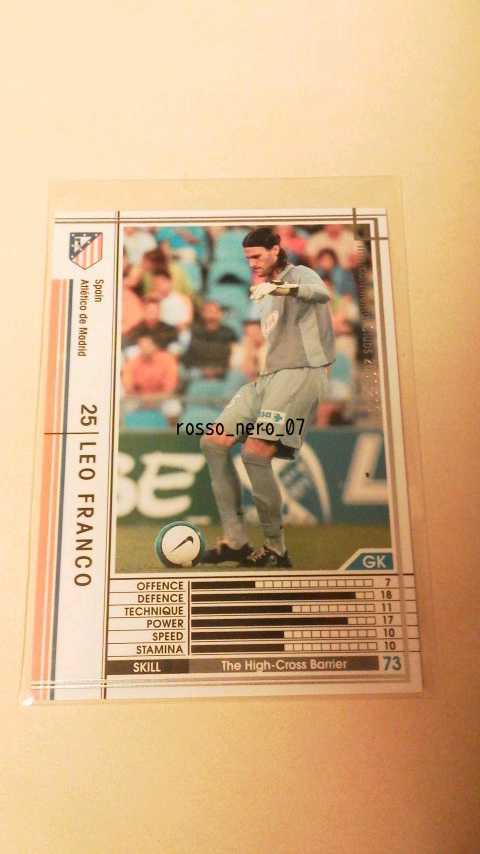 Spain
Atlético de Madrid
25 LEO FRANCO
rosso_nero_07
GK
OFFENCE 7
DEFENCE 18
TECHNIQUE 11
POWER 17
SPEED 10
STAMINA 10
SKILL The High-Cross Barrier 73